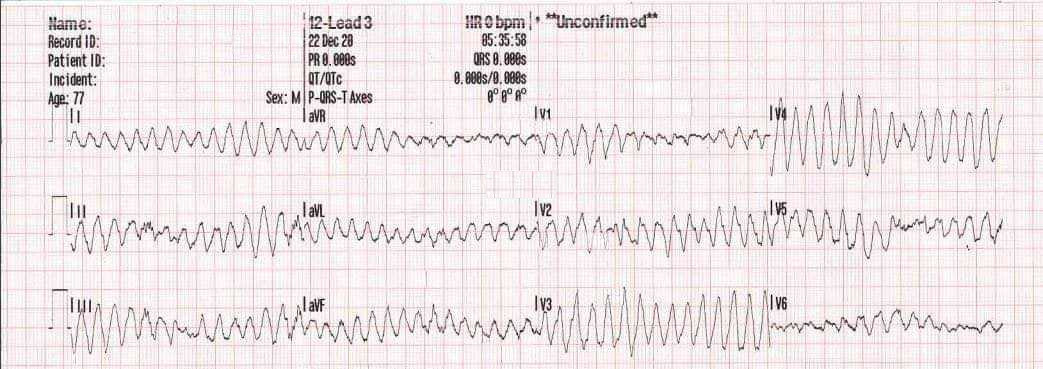 Name: 12-Lead 3 HR 0 bpm * **Unconfirmed**
Record ID: 22 Dec 20 05:35:58
Patient ID: PR 0.000s QRS 0.000s
Incident: QT/QTc 0.000s/0.000s
Age: 77 Sex: M P-QRS-T Axes 0° 0° 0°
I aVR V1 V4
II aVL V2 V5
III aVF V3 V6